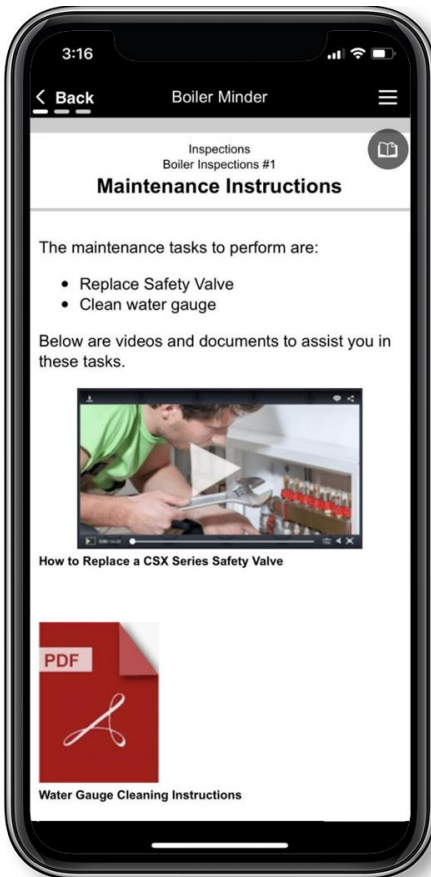 3:16
Back
Boiler Minder
Inspections
Boiler Inspections #1
Maintenance Instructions
The maintenance tasks to perform are:
• Replace Safety Valve
• Clean water gauge
Below are videos and documents to assist you in
these tasks.
How to Replace a CSX Series Safety Valve
PDF
Water Gauge Cleaning Instructions